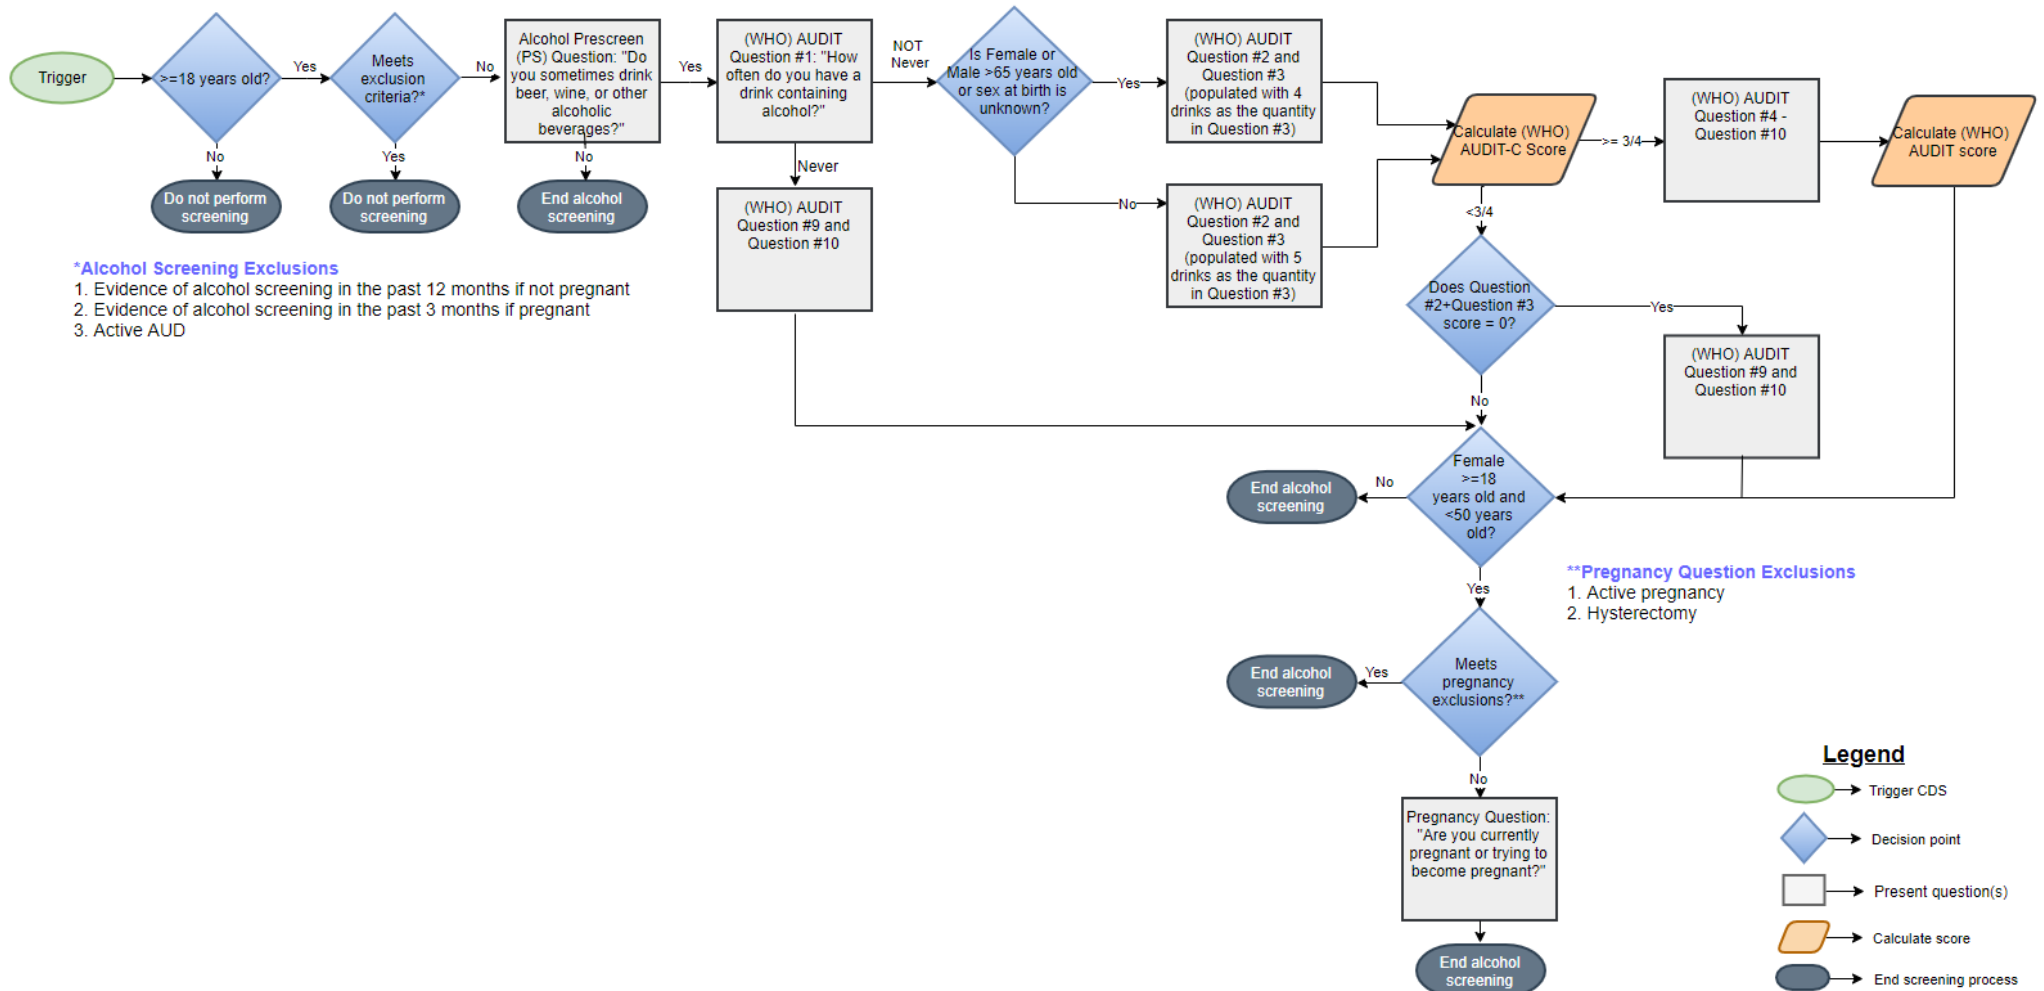 Trigger
>=18 years old?
Yes
No
Do not perform
screening
Meets
exclusion
criteria?*
No
Yes
Do not perform
screening
Alcohol Prescreen
(PS) Question: "Do
you sometimes drink
beer, wine, or other
alcoholic
beverages?"
Yes
No
End alcohol
screening
(WHO) AUDIT
Question #1: "How
often do you have a
drink containing
alcohol?"
NOT
Never
Never
(WHO) AUDIT
Question #9 and
Question #10
Is Female or
Male >65 years old
or sex at birth is
unknown?
Yes
No
(WHO) AUDIT
Question #2 and
Question #3
(populated with 4
drinks as the quantity
in Question #3)
(WHO) AUDIT
Question #2 and
Question #3
(populated with 5
drinks as the quantity
in Question #3)
Calculate (WHO)
AUDIT-C Score
>= 3/4
<3/4
(WHO) AUDIT
Question #4 -
Question #10
Calculate (WHO)
AUDIT score
*Alcohol Screening Exclusions
1. Evidence of alcohol screening in the past 12 months if not pregnant
2. Evidence of alcohol screening in the past 3 months if pregnant
3. Active AUD
Does Question
#2+Question #3
score = 0?
Yes
No
(WHO) AUDIT
Question #9 and
Question #10
Female
>=18
years old and
<50 years
old?
No
End alcohol
screening
Yes
**Pregnancy Question Exclusions
1. Active pregnancy
2. Hysterectomy
Meets
pregnancy
exclusions?**
Yes
End alcohol
screening
No
Pregnancy Question:
"Are you currently
pregnant or trying to
become pregnant?"
End alcohol
screening
Legend
Trigger CDS
Decision point
Present question(s)
Calculate score
End screening process